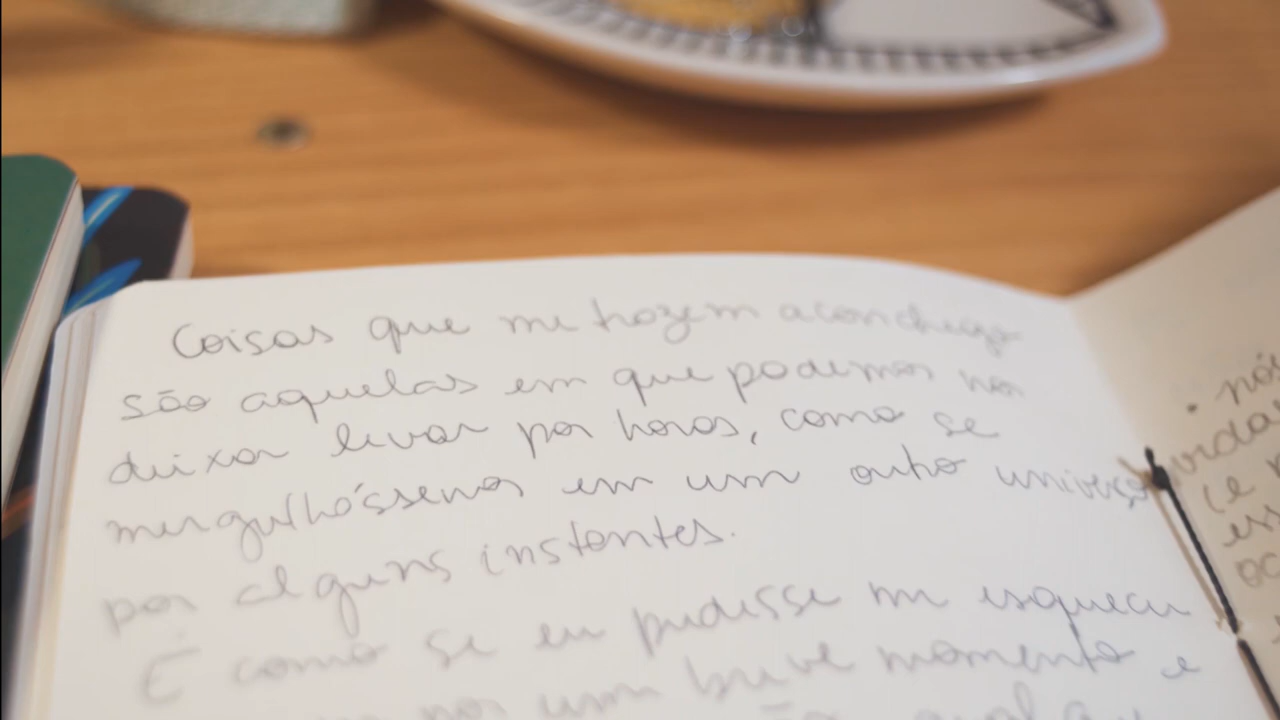 Coisas que me trazem aconchego
são aquelas em que podemos nos
deixar levar por horas, como se
mergulhássemos em um outro universo
por alguns instantes.
É como se eu pudesse me esquecer
por um breve momento e
nós